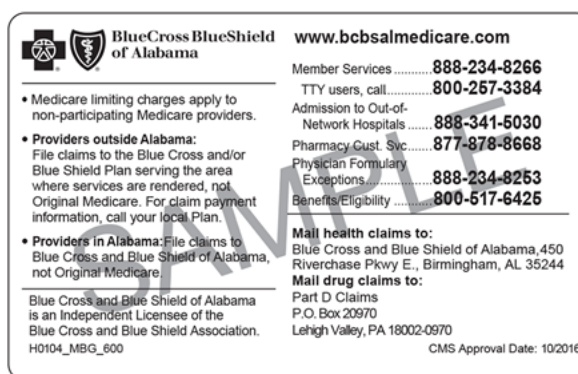 BlueCross BlueShield
of Alabama
• Medicare limiting charges apply to
non-participating Medicare providers.
• Providers outside Alabama:
File claims to the Blue Cross and/or
Blue Shield Plan serving the area
where services are rendered, not
Original Medicare. For claim payment
information, call your local Plan.
• Providers in Alabama: File claims to
Blue Cross and Blue Shield of Alabama,
not Original Medicare.
Blue Cross and Blue Shield of Alabama
is an Independent Licensee of the
Blue Cross and Blue Shield Association.
H0104_MBG_600
www.bcbsalmedicare.com
Member Services ........... 888-234-8266
TTY users, call ............. 800-257-3384
Admission to Out-of-
Network Hospitals .. 888-341-5030
Pharmacy Cust. Svc .. 877-878-8668
Physician Formulary
Exceptions ................ 888-234-8253
Benefits/Eligibility ....... 800-517-6425
Mail health claims to:
Blue Cross and Blue Shield of Alabama,450
Riverchase Pkwy E., Birmingham, AL 35244
Mail drug claims to:
Part D Claims
P.O. Box 20970
Lehigh Valley, PA 18002-0970
CMS Approval Date: 10/2016
SAMPLE